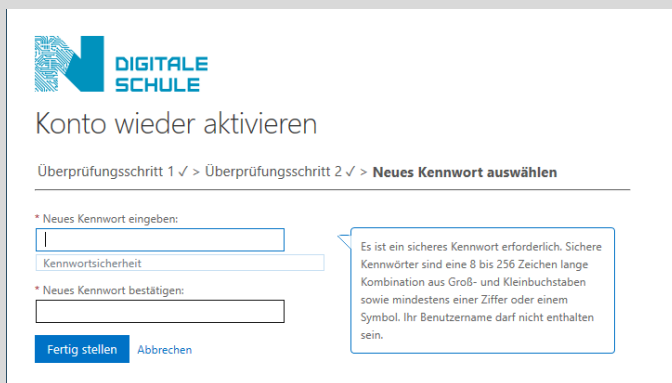 DIGITALE
SCHULE
Konto wieder aktivieren
Überprüfungsschritt 1 ✓ > Überprüfungsschritt 2 ✓ > Neues Kennwort auswählen
* Neues Kennwort eingeben:
Kennwortsicherheit
* Neues Kennwort bestätigen:
Fertig stellen Abbrechen
Es ist ein sicheres Kennwort erforderlich. Sichere
Kennwörter sind eine 8 bis 256 Zeichen lange
Kombination aus Groß- und Kleinbuchstaben
sowie mindestens einer Ziffer oder einem
Symbol. Ihr Benutzername darf nicht enthalten
sein.